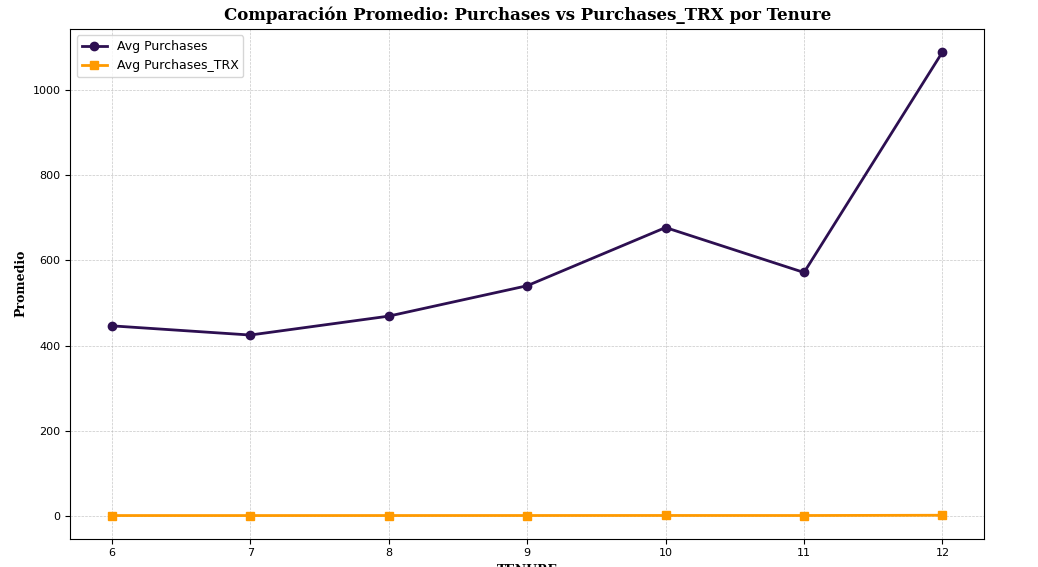 Comparación Promedio: Purchases vs Purchases_TRX por Tenure
Avg Purchases
Avg Purchases_TRX
1000
800
600
400
200
0
Promedio
6 7 8 9 10 11 12
TENURE